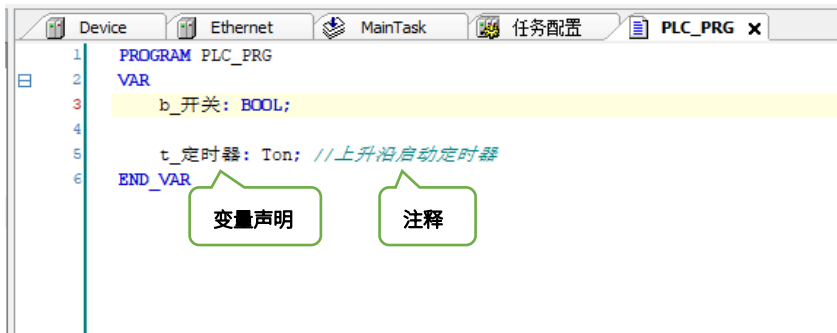 Device Ethernet MainTask 任务配置 PLC_PRG X
1 PROGRAM PLC_PRG
2 VAR
3 b_开关: BOOL;
4
5 t_定时器: Ton; //上升沿启动定时器
6 END_VAR
变量声明 注释